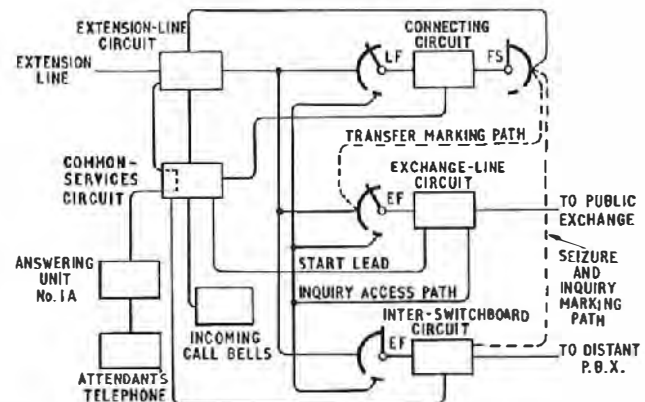 EXTENSION-LINE
CIRCUIT
CONNECTING
CIRCUIT
EXTENSION
LINE
LF
FS
TRANSFER MARKING PATH
COMMON-
SERVICES
CIRCUIT
EXCHANGE-LINE
CIRCUIT
EF
TO PUBLIC
EXCHANGE
ANSWERING
UNIT
No. 1A
START LEAD
INQUIRY ACCESS PATH
SEIZURE
AND
INQUIRY
MARKING
PATH
INTER-SWITCHBOARD
CIRCUIT
EF
INCOMING
CALL BELLS
TO DISTANT
P.B.X.
ATTENDANT'S
TELEPHONE